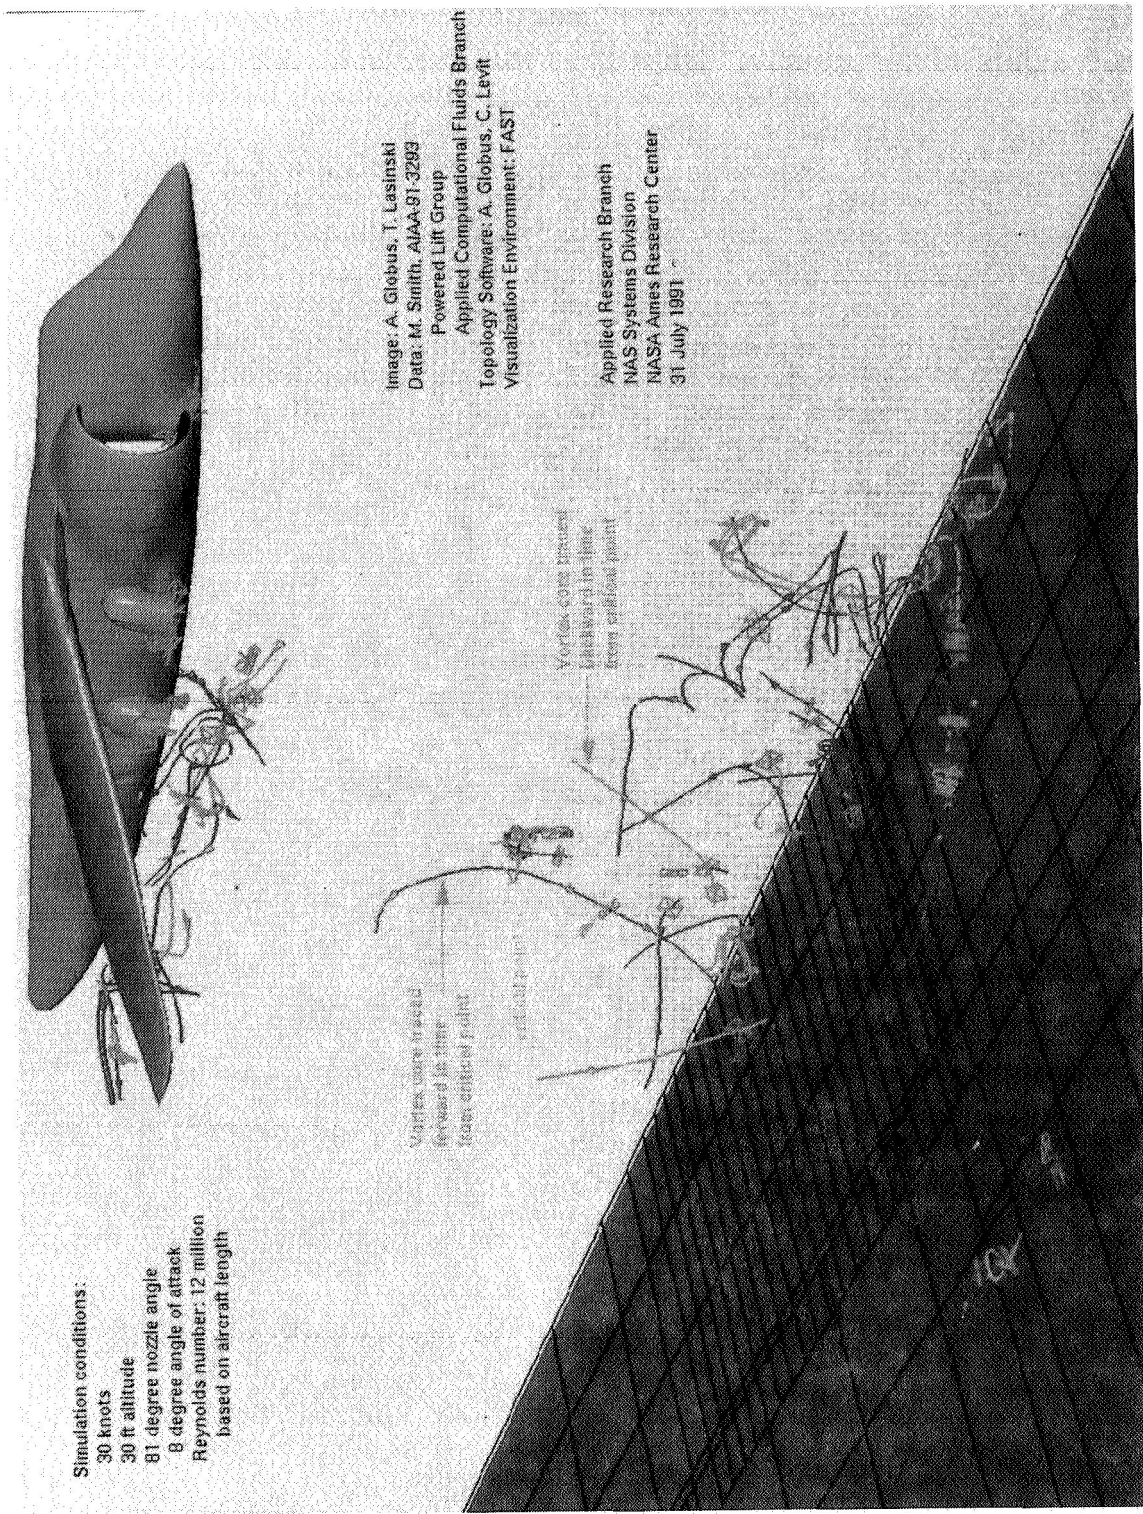 Simulation conditions:
30 knots
30 ft altitude
81 degree nozzle angle
8 degree angle of attack
Reynolds number: 12 million
based on aircraft length
Image: A. Globus, T. Lasinski
Data: M. Smith, AIAA-91-3293
Powered Lift Group
Applied Computational Fluids Branch
Topology Software: A. Globus, C. Levit
Visualization Environment: FAST
Vortex core traced
forward in time
from critical point
critical point
Vortex core traced
backward in time
from critical point
Applied Research Branch
NAS Systems Division
NASA Ames Research Center
31 July 1991